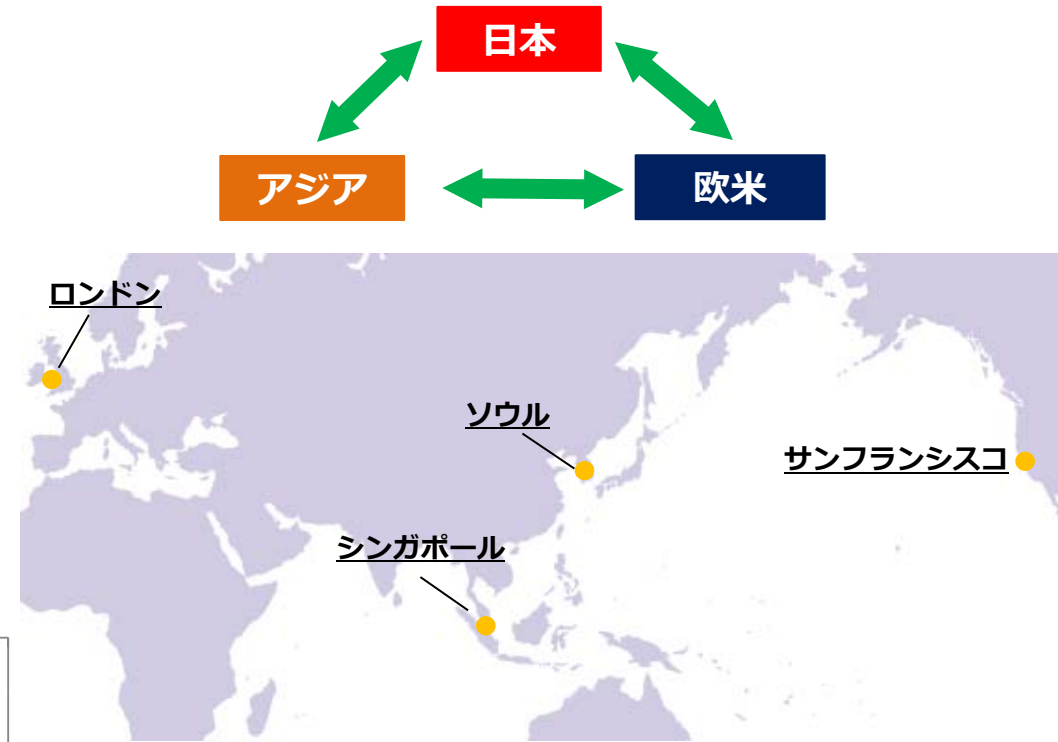 日本
アジア
欧米
ロンドン
ソウル
サンフランシスコ
シンガポール